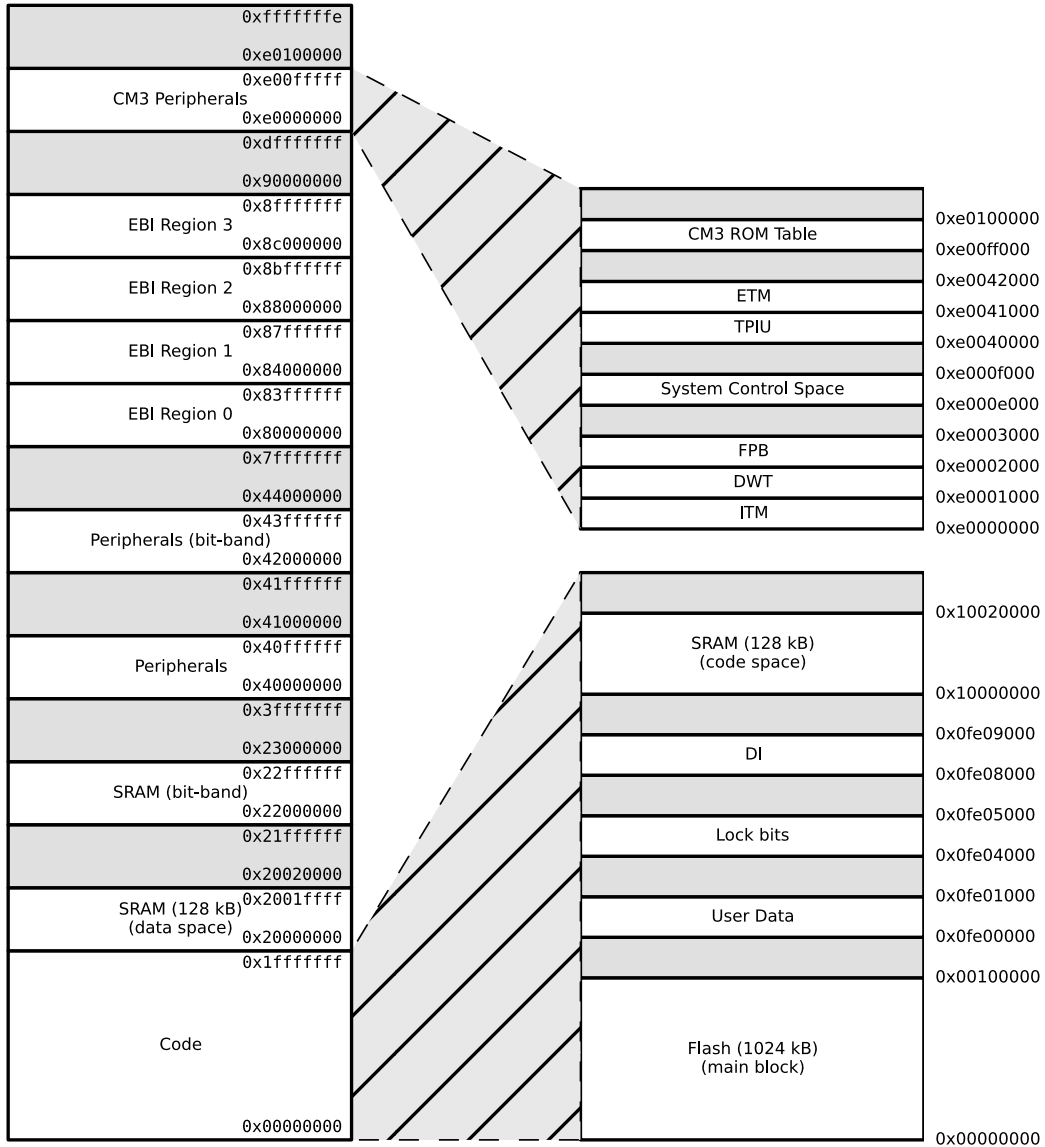 0xfffffffe
0xe0100000
0xe00fffff
CM3 Peripherals
0xe0000000
0xdfffffff
0x90000000
0x8fffffff
EBI Region 3
0x8c000000
0x8bffffff
EBI Region 2
0x88000000
0x87ffffff
EBI Region 1
0x84000000
0x83ffffff
EBI Region 0
0x80000000
0x7fffffff
0x44000000
0x43ffffff
Peripherals (bit-band)
0x42000000
0x41ffffff
0x41000000
0x40ffffff
Peripherals
0x40000000
0x3fffffff
0x23000000
0x22ffffff
SRAM (bit-band)
0x22000000
0x21ffffff
0x20020000
0x2001ffff
SRAM (128 kB)
(data space)
0x20000000
0x1fffffff
Code
0x00000000
0xe0100000
CM3 ROM Table
0xe00ff000
0xe0042000
ETM
0xe0041000
TPIU
0xe0040000
0xe000f000
System Control Space
0xe000e000
0xe0003000
FPB
0xe0002000
DWT
0xe0001000
ITM
0xe0000000
0x10020000
SRAM (128 kB)
(code space)
0x10000000
0x0fe09000
DI
0x0fe08000
0x0fe05000
Lock bits
0x0fe04000
0x0fe01000
User Data
0x0fe00000
0x00100000
Flash (1024 kB)
(main block)
0x00000000